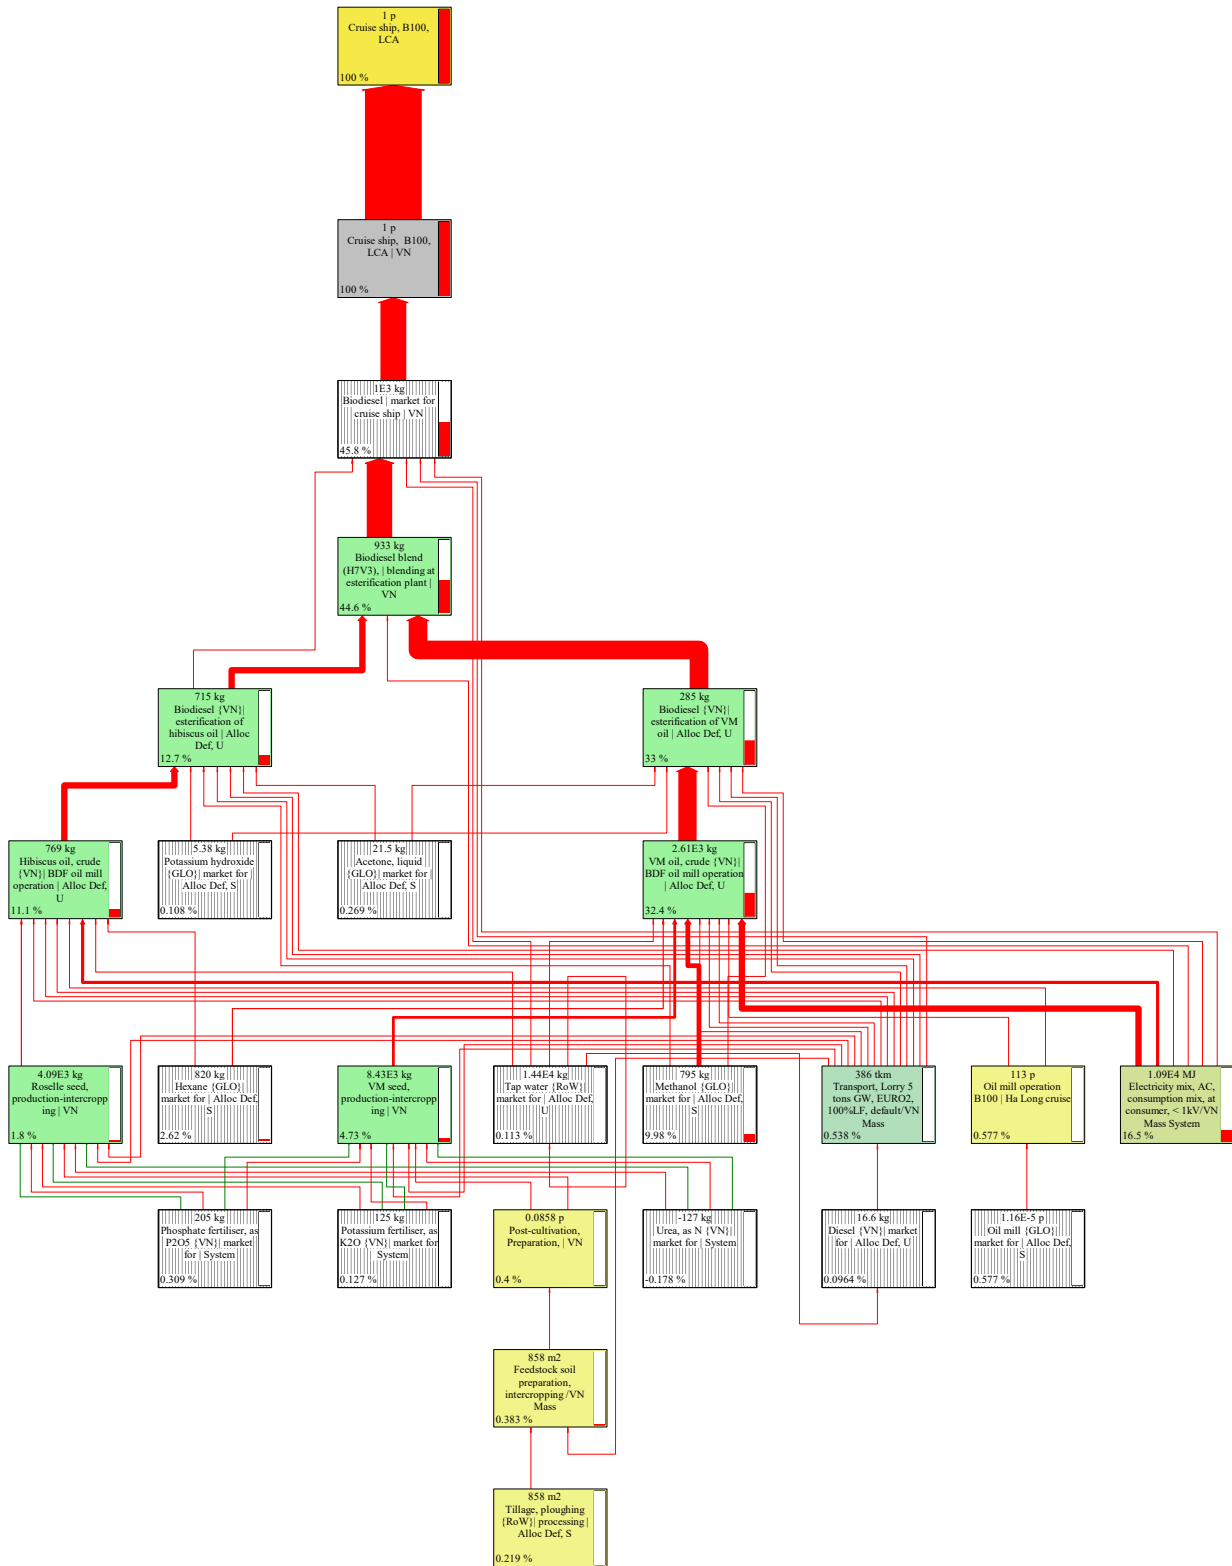 1 p
Cruise ship, B100,
LCA
100 %
1 p
Cruise ship,  B100,
LCA | VN
100 %
1E3 kg
Biodiesel | market for
cruise ship | VN
45.8 %
933 kg
Biodiesel blend
(H7V3), | blending at
esterification plant |
VN
44.6 %
715 kg
Biodiesel {VN}|
esterification of
hibiscus oil | Alloc
Def, U
12.7 %
285 kg
Biodiesel {VN}|
esterification of VM
oil | Alloc Def, U
33 %
769 kg
Hibiscus oil, crude
{VN}| BDF oil mill
operation | Alloc Def,
U
11.1 %
5.38 kg
Potassium hydroxide
{GLO}| market for |
Alloc Def, S
0.108 %
21.5 kg
Acetone, liquid
{GLO}| market for |
Alloc Def, S
0.269 %
2.61E3 kg
VM oil, crude {VN}|
BDF oil mill operation
| Alloc Def, U
32.4 %
4.09E3 kg
Roselle seed,
production-intercropp
ing | VN
1.8 %
820 kg
Hexane {GLO}|
market for | Alloc Def,
S
2.62 %
8.43E3 kg
VM seed,
production-intercropp
ing | VN
4.73 %
1.44E4 kg
Tap water {RoW}|
market for | Alloc Def,
U
0.113 %
795 kg
Methanol {GLO}|
market for | Alloc Def,
S
9.98 %
386 tkm
Transport, Lorry 5
tons GW, EURO2,
100%LF, default/VN
Mass
0.538 %
113 p
Oil mill operation
B100 | Ha Long cruise
0.577 %
1.09E4 MJ
Electricity mix, AC,
consumption mix, at
consumer, < 1kV/VN
Mass System
16.5 %
205 kg
Phosphate fertiliser, as
P2O5 {VN}| market
for | System
0.309 %
125 kg
Potassium fertiliser, as
K2O {VN}| market for
| System
0.127 %
0.0858 p
Post-cultivation,
Preparation, | VN
0.4 %
-127 kg
Urea, as N {VN}|
market for | System
-0.178 %
16.6 kg
Diesel {VN}| market
for | Alloc Def, U
0.0964 %
1.16E-5 p
Oil mill {GLO}|
market for | Alloc Def,
S
0.577 %
858 m2
Feedstock soil
preparation,
intercropping /VN
Mass
0.383 %
858 m2
Tillage, ploughing
{RoW}| processing |
Alloc Def, S
0.219 %